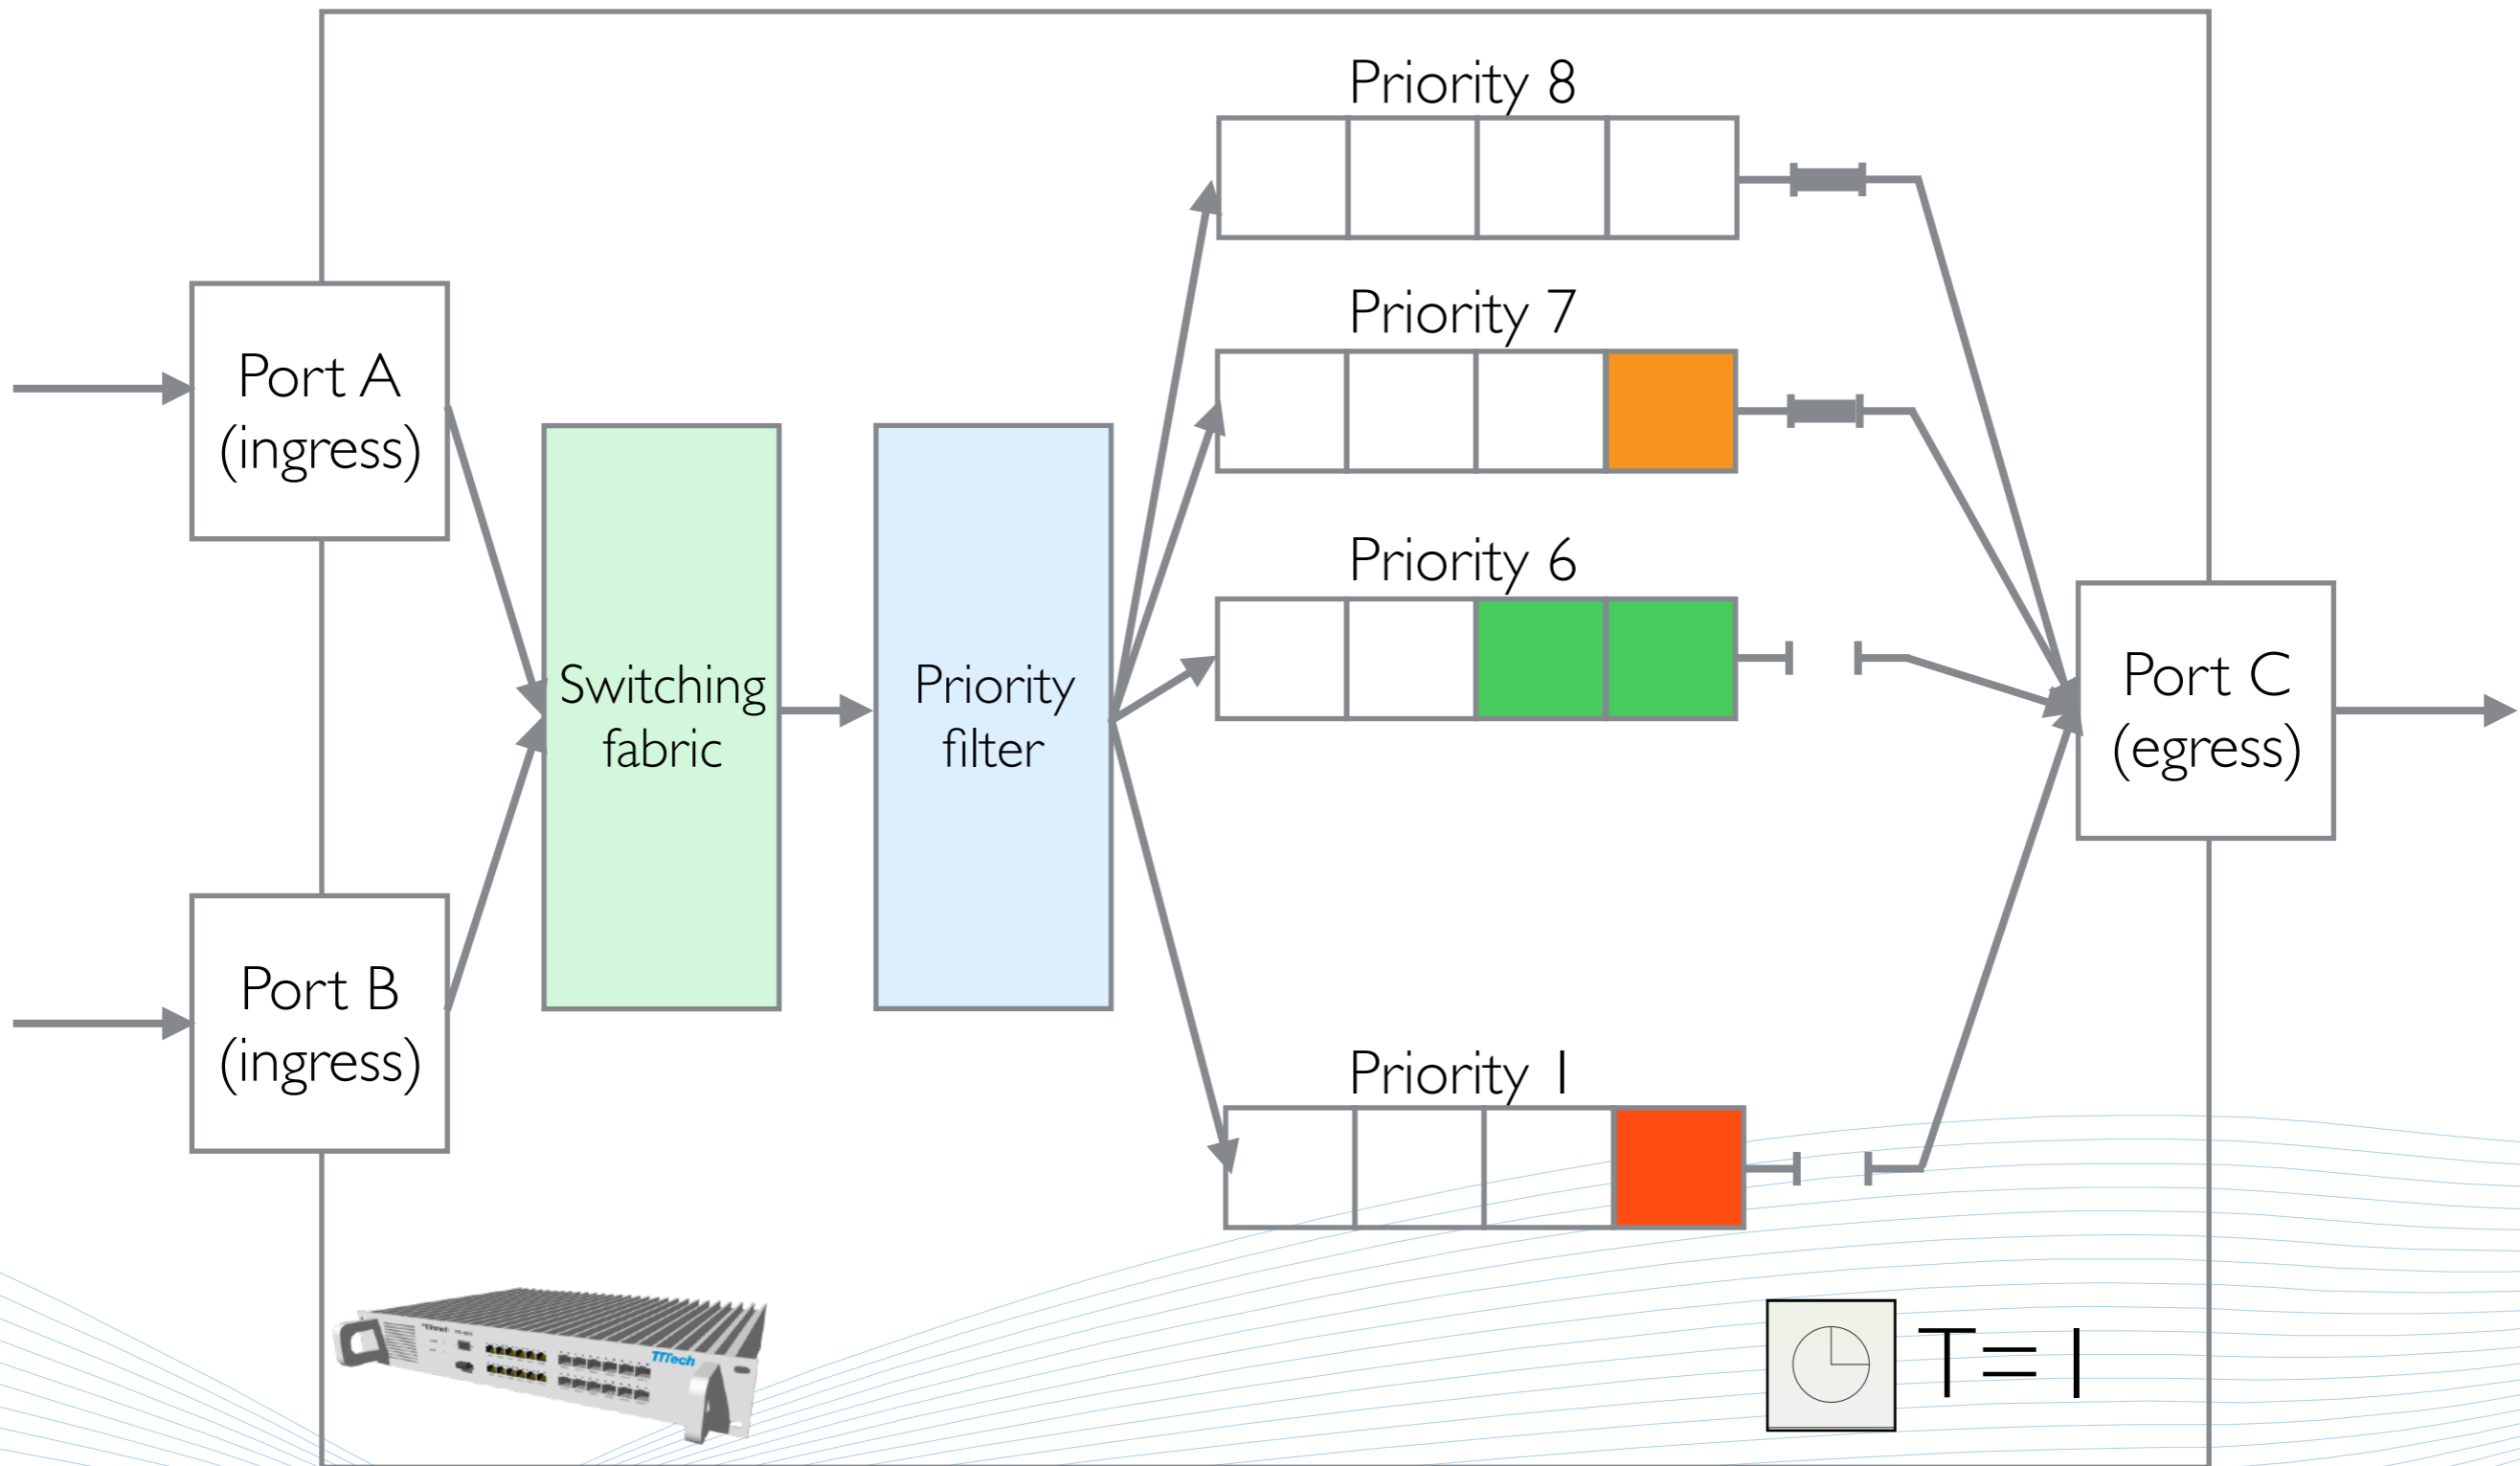 Priority 8
Priority 7
Port A
(ingress)
Priority 6
Switching
fabric
Priority
filter
Port C
(egress)
Port B
(ingress)
Priority 1
TTTech
T= 1